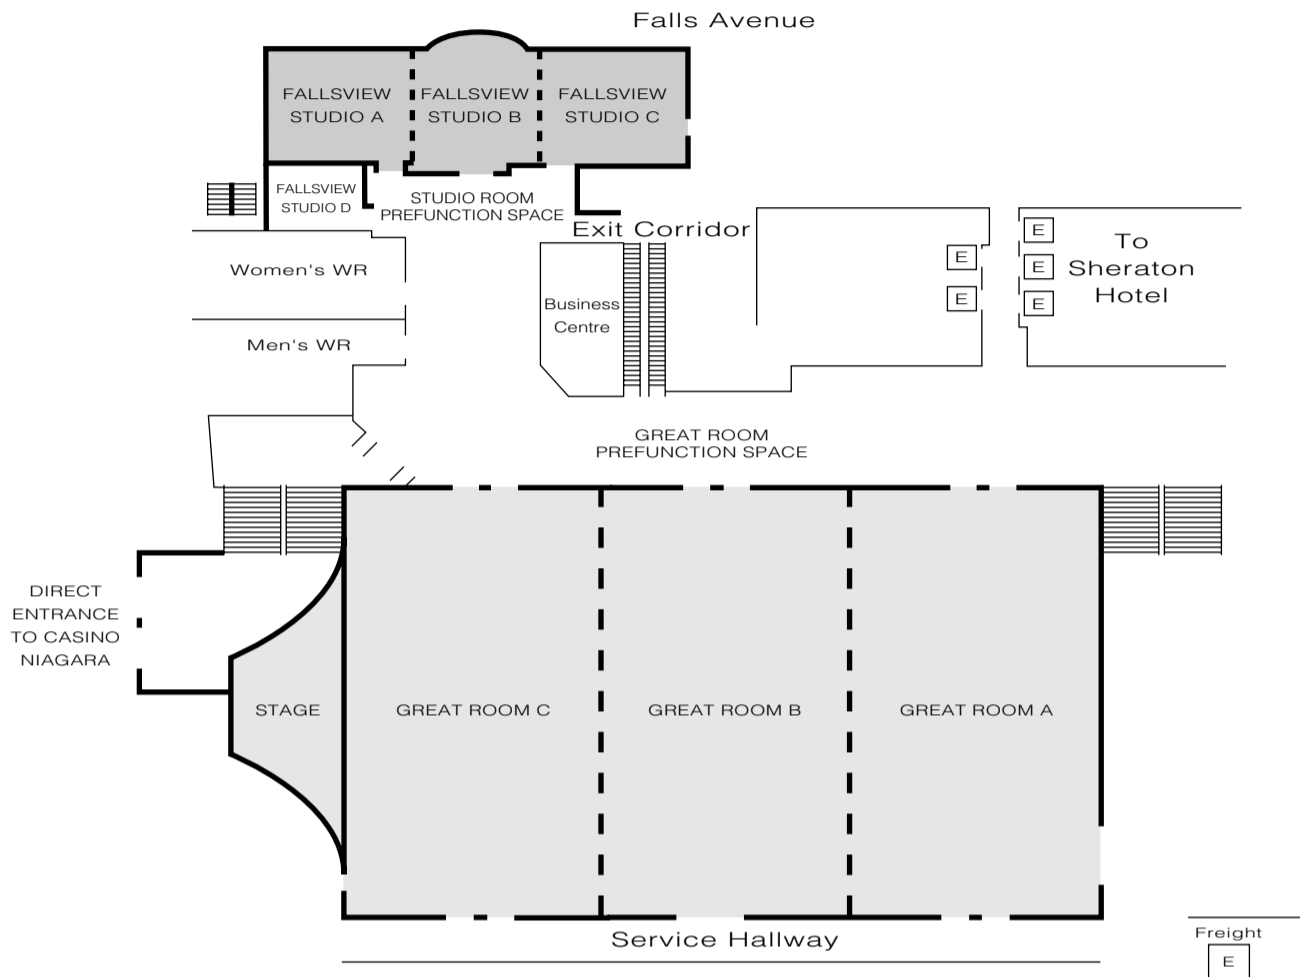 Falls Avenue
FALLSVIEW
STUDIO A
FALLSVIEW
STUDIO B
FALLSVIEW
STUDIO C
FALLSVIEW
STUDIO D
STUDIO ROOM
PREFUNCTION SPACE
Exit Corridor
Women's WR
Men's WR
Business
Centre
E
E
E
E
E
To
Sheraton
Hotel
GREAT ROOM
PREFUNCTION SPACE
DIRECT
ENTRANCE
TO CASINO
NIAGARA
STAGE
GREAT ROOM C
GREAT ROOM B
GREAT ROOM A
Service Hallway
Freight
E